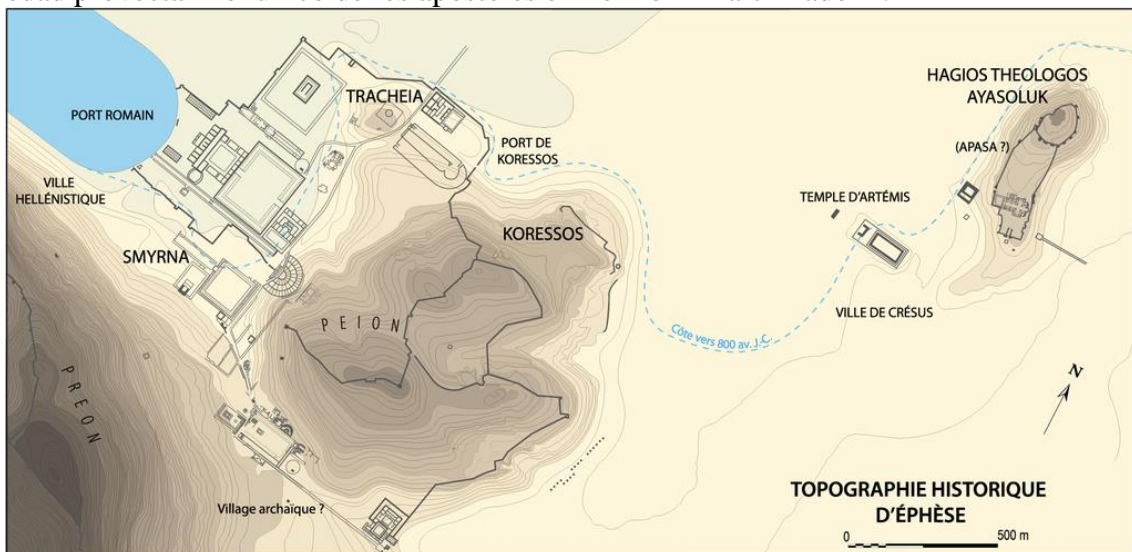 HAGIOS THEOLOGOS
AYASOLUK
TRACHEIA
PORT ROMAIN
PORT DE
KORESSOS
(APASA ?)
VILLE
HELLÉNISTIQUE
TEMPLE D'ARTÉMIS
KORESSOS
SMYRNA
VILLE DE CRÉSUS
PEION
Côte vers 800 av. J.-C
N
PREON
TOPOGRAPHIE HISTORIQUE
D'ÉPHÈSE
Village archaïque ?
0 500 m